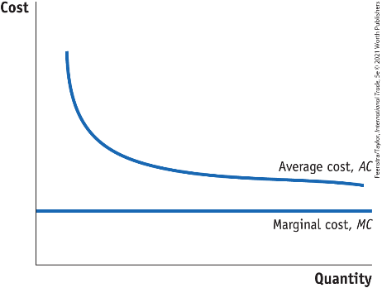 Cost
Feenstra/Taylor, International Trade, 5e © 2021 Worth Publishers
Average cost, AC
Marginal cost, MC
Quantity